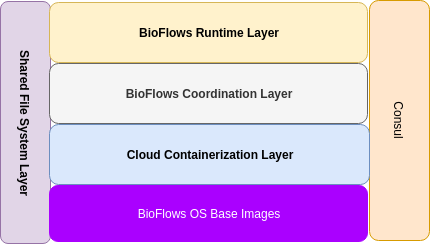 Shared File System Layer
BioFlows Runtime Layer
BioFlows Coordination Layer
Cloud Containerization Layer
BioFlows OS Base Images
Consul